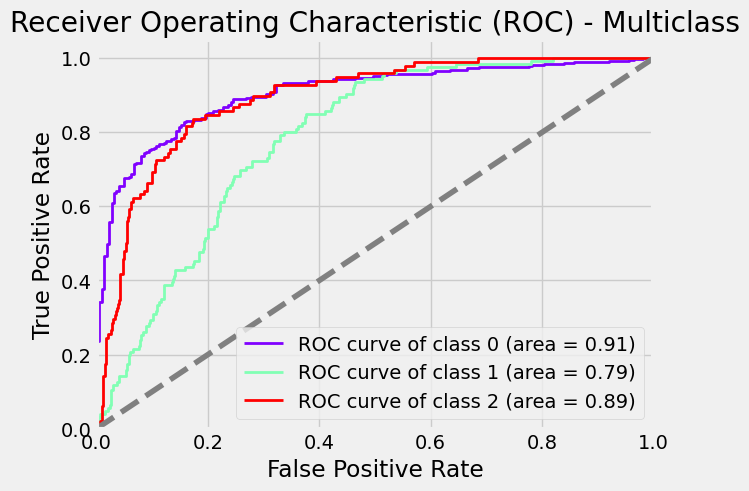 Receiver Operating Characteristic (ROC) - Multiclass
True Positive Rate
1.0
0.8
0.6
0.4
0.2
0.0
ROC curve of class 0 (area = 0.91)
ROC curve of class 1 (area = 0.79)
ROC curve of class 2 (area = 0.89)
0.0 0.2 0.4 0.6 0.8 1.0
False Positive Rate